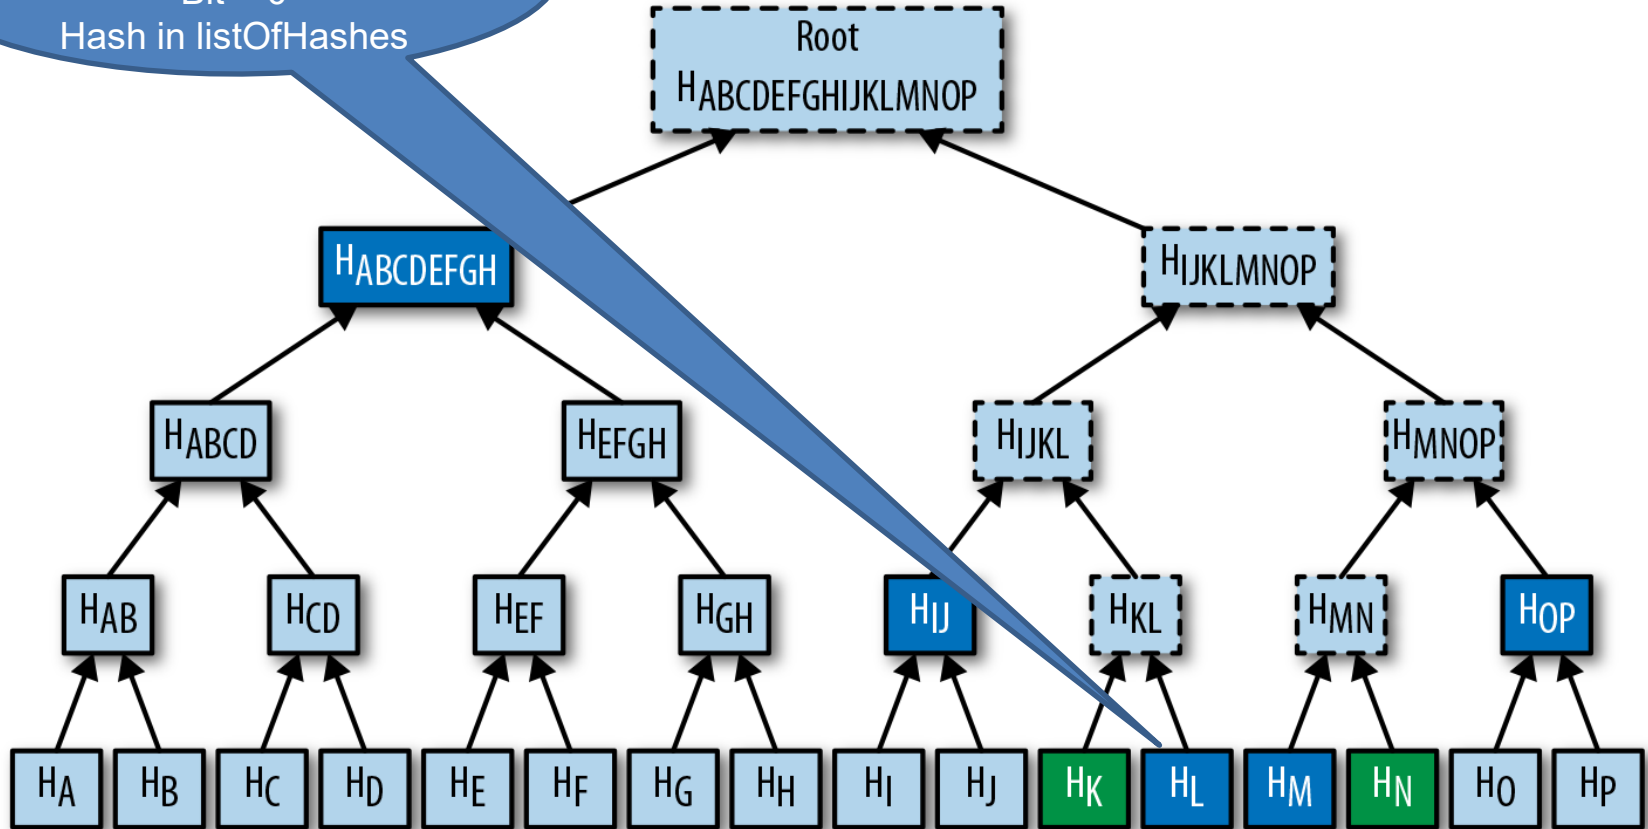 Hash in listOfHashes
Root
HABCDEFGHIJKLMNOP
HABCDEFGH
HIJKLMNOP
HABCD
HEFGH
HIJKL
HMNOP
HAB
HCD
HEF
HGH
HIJ
HKL
HMN
HOP
HA
HB
HC
HD
HE
HF
HG
HH
HI
HJ
HK
HL
HM
HN
HO
HP